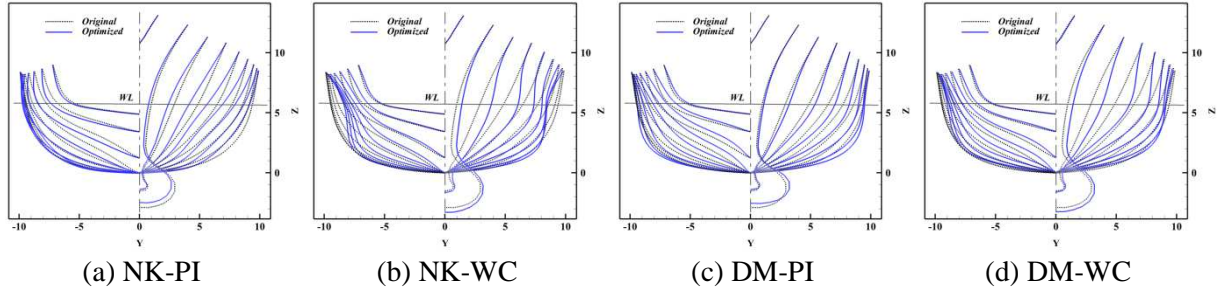 Original
Optimized
WL
10
5
0
Z
-10
-5
0
5
10
Y
(a) NK-PI
Original
Optimized
WL
10
5
0
Z
-10
-5
0
5
10
Y
(b) NK-WC
Original
Optimized
WL
10
5
0
Z
-10
-5
0
5
10
Y
(c) DM-PI
Original
Optimized
WL
10
5
0
Z
-10
-5
0
5
10
Y
(d) DM-WC